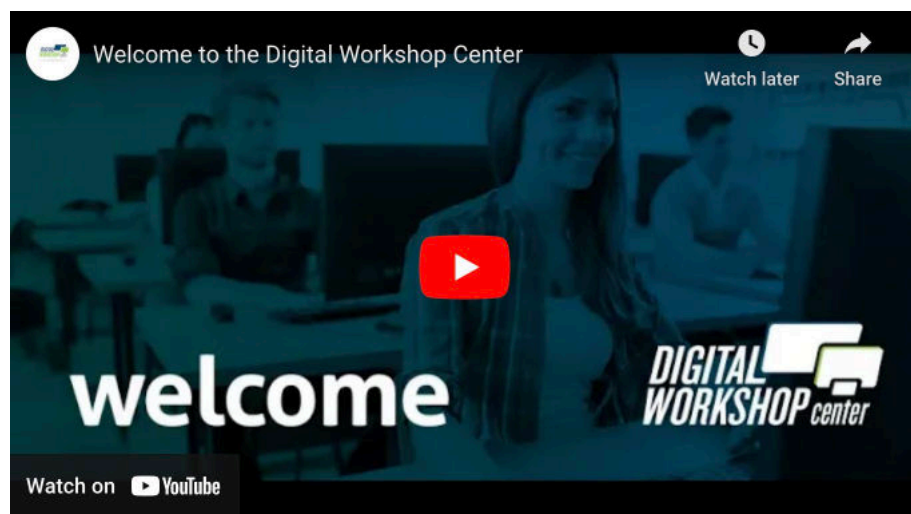 Welcome to the Digital Workshop Center
Watch later
Share
welcome
DIGITAL
WORKSHOP center
Watch on YouTube